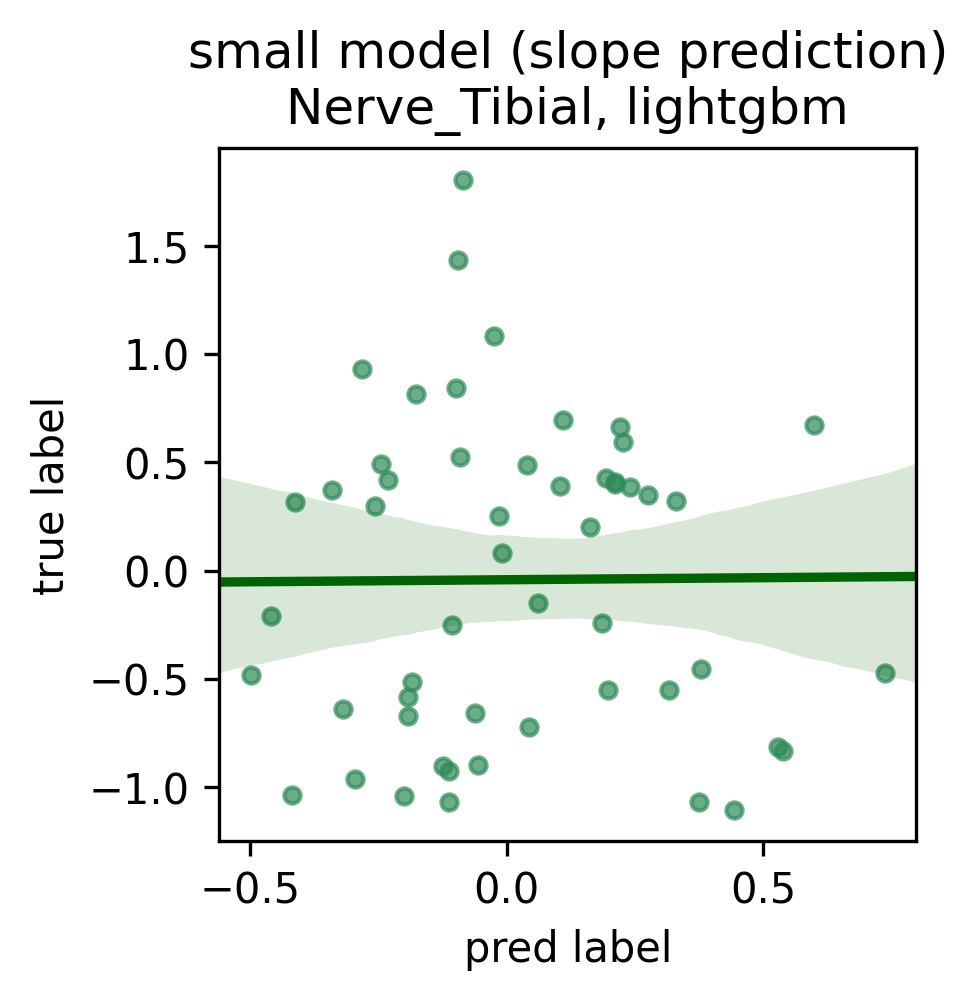 small model (slope prediction)
Nerve_Tibial, lightgbm
1.5
1.0
0.5
0.0
−0.5
−1.0
true label
−0.5
0.0
0.5
pred label